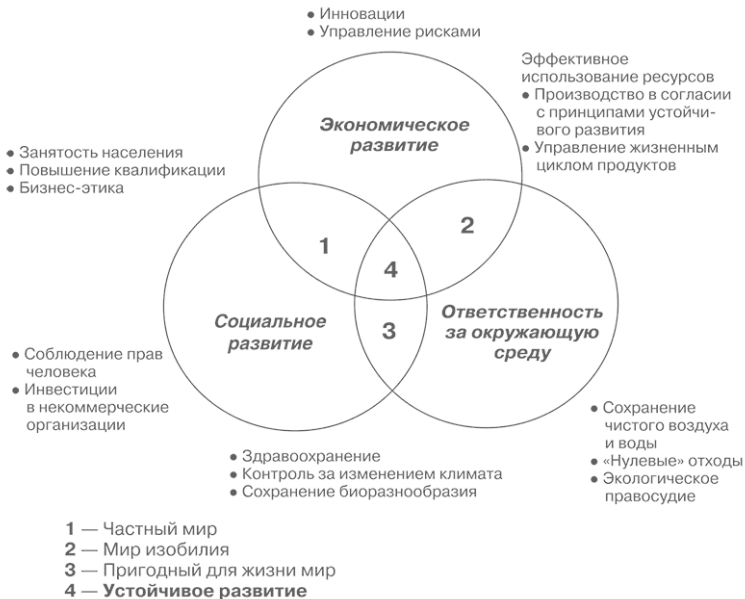 ● Инновации
● Управление рисками
Эффективное
использование ресурсов
● Производство в согласии
с принципами устойчи-
вого развития
● Управление жизненным
циклом продуктов
Экономическое
развитие
● Занятость населения
● Повышение квалификации
● Бизнес-этика
1
2
4
3
Социальное
развитие
Ответственность
за окружающую
среду
● Соблюдение прав
человека
● Инвестиции
в некоммерческие
организации
● Сохранение
чистого воздуха
и воды
● «Нулевые» отходы
● Экологическое
правосудие
● Здравоохранение
● Контроль за изменением климата
● Сохранение биоразнообразия
1 — Частный мир
2 — Мир изобилия
3 — Пригодный для жизни мир
4 — Устойчивое развитие